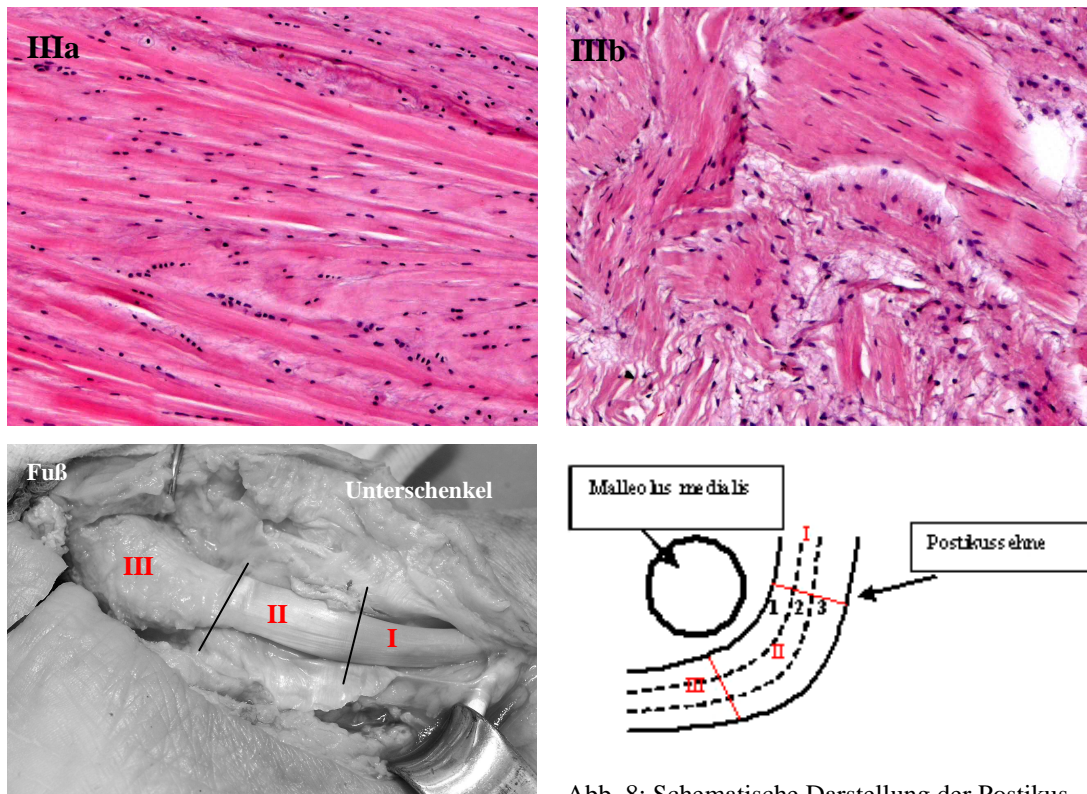 IIIa
IIIb
Fuß
Unterschenkel
III
II
I
Malleolus medialis
I
Postikussehne
1 2 3
II
III
Abb. 8: Schematische Darstellung der Postikus